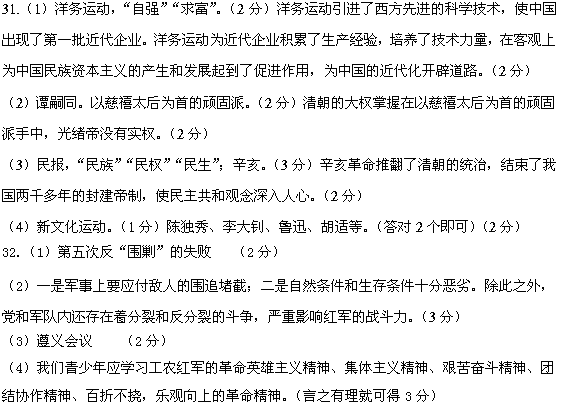 31.（1）洋务运动，“自强”“求富”。（2分）洋务运动引进了西方先进的科学技术，使中国
出现了第一批近代企业。洋务运动为近代企业积累了生产经验，培养了技术力量，在客观上
为中国民族资本主义的产生和发展起到了促进作用，为中国的近代化开辟道路。（2分）
（2）谭嗣同。以慈禧太后为首的顽固派。（2分）清朝的大权掌握在以慈禧太后为首的顽固
派手中，光绪帝没有实权。（2分）
（3）民报，“民族”“民权”“民生”；辛亥。（3分）辛亥革命推翻了清朝的统治，结束了我
国两千多年的封建帝制，使民主共和观念深入人心。（2分）
（4）新文化运动。（1分）陈独秀、李大钊、鲁迅、胡适等。（答对2个即可）（2分）
32.（1）第五次反“围剿”的失败 （2分）
（2）一是军事上要应付敌人的围追堵截；二是自然条件和生存条件十分恶劣。除此之外，
党和军队内还存在着分裂和反分裂的斗争，严重影响红军的战斗力。（3分）
（3）遵义会议 （2分）
（4）我们青少年应学习工农红军的革命英雄主义精神、集体主义精神、艰苦奋斗精神、团
结协作精神、百折不挠，乐观向上的革命精神。（言之有理就可得3分）